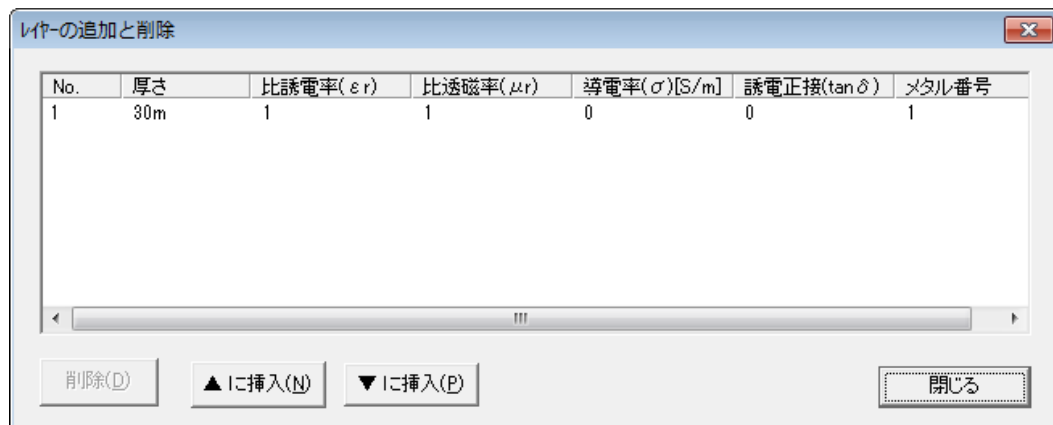 ﾚｲﾔｰの追加と削除
No. 厚さ 比誘電率(εr) 比透磁率(μr) 導電率(σ)[S/m] 誘電正接(tanδ) メタル番号
1 30m 1 1 0 0 1
削除(D) ▲に挿入(N) ▼に挿入(P) 閉じる